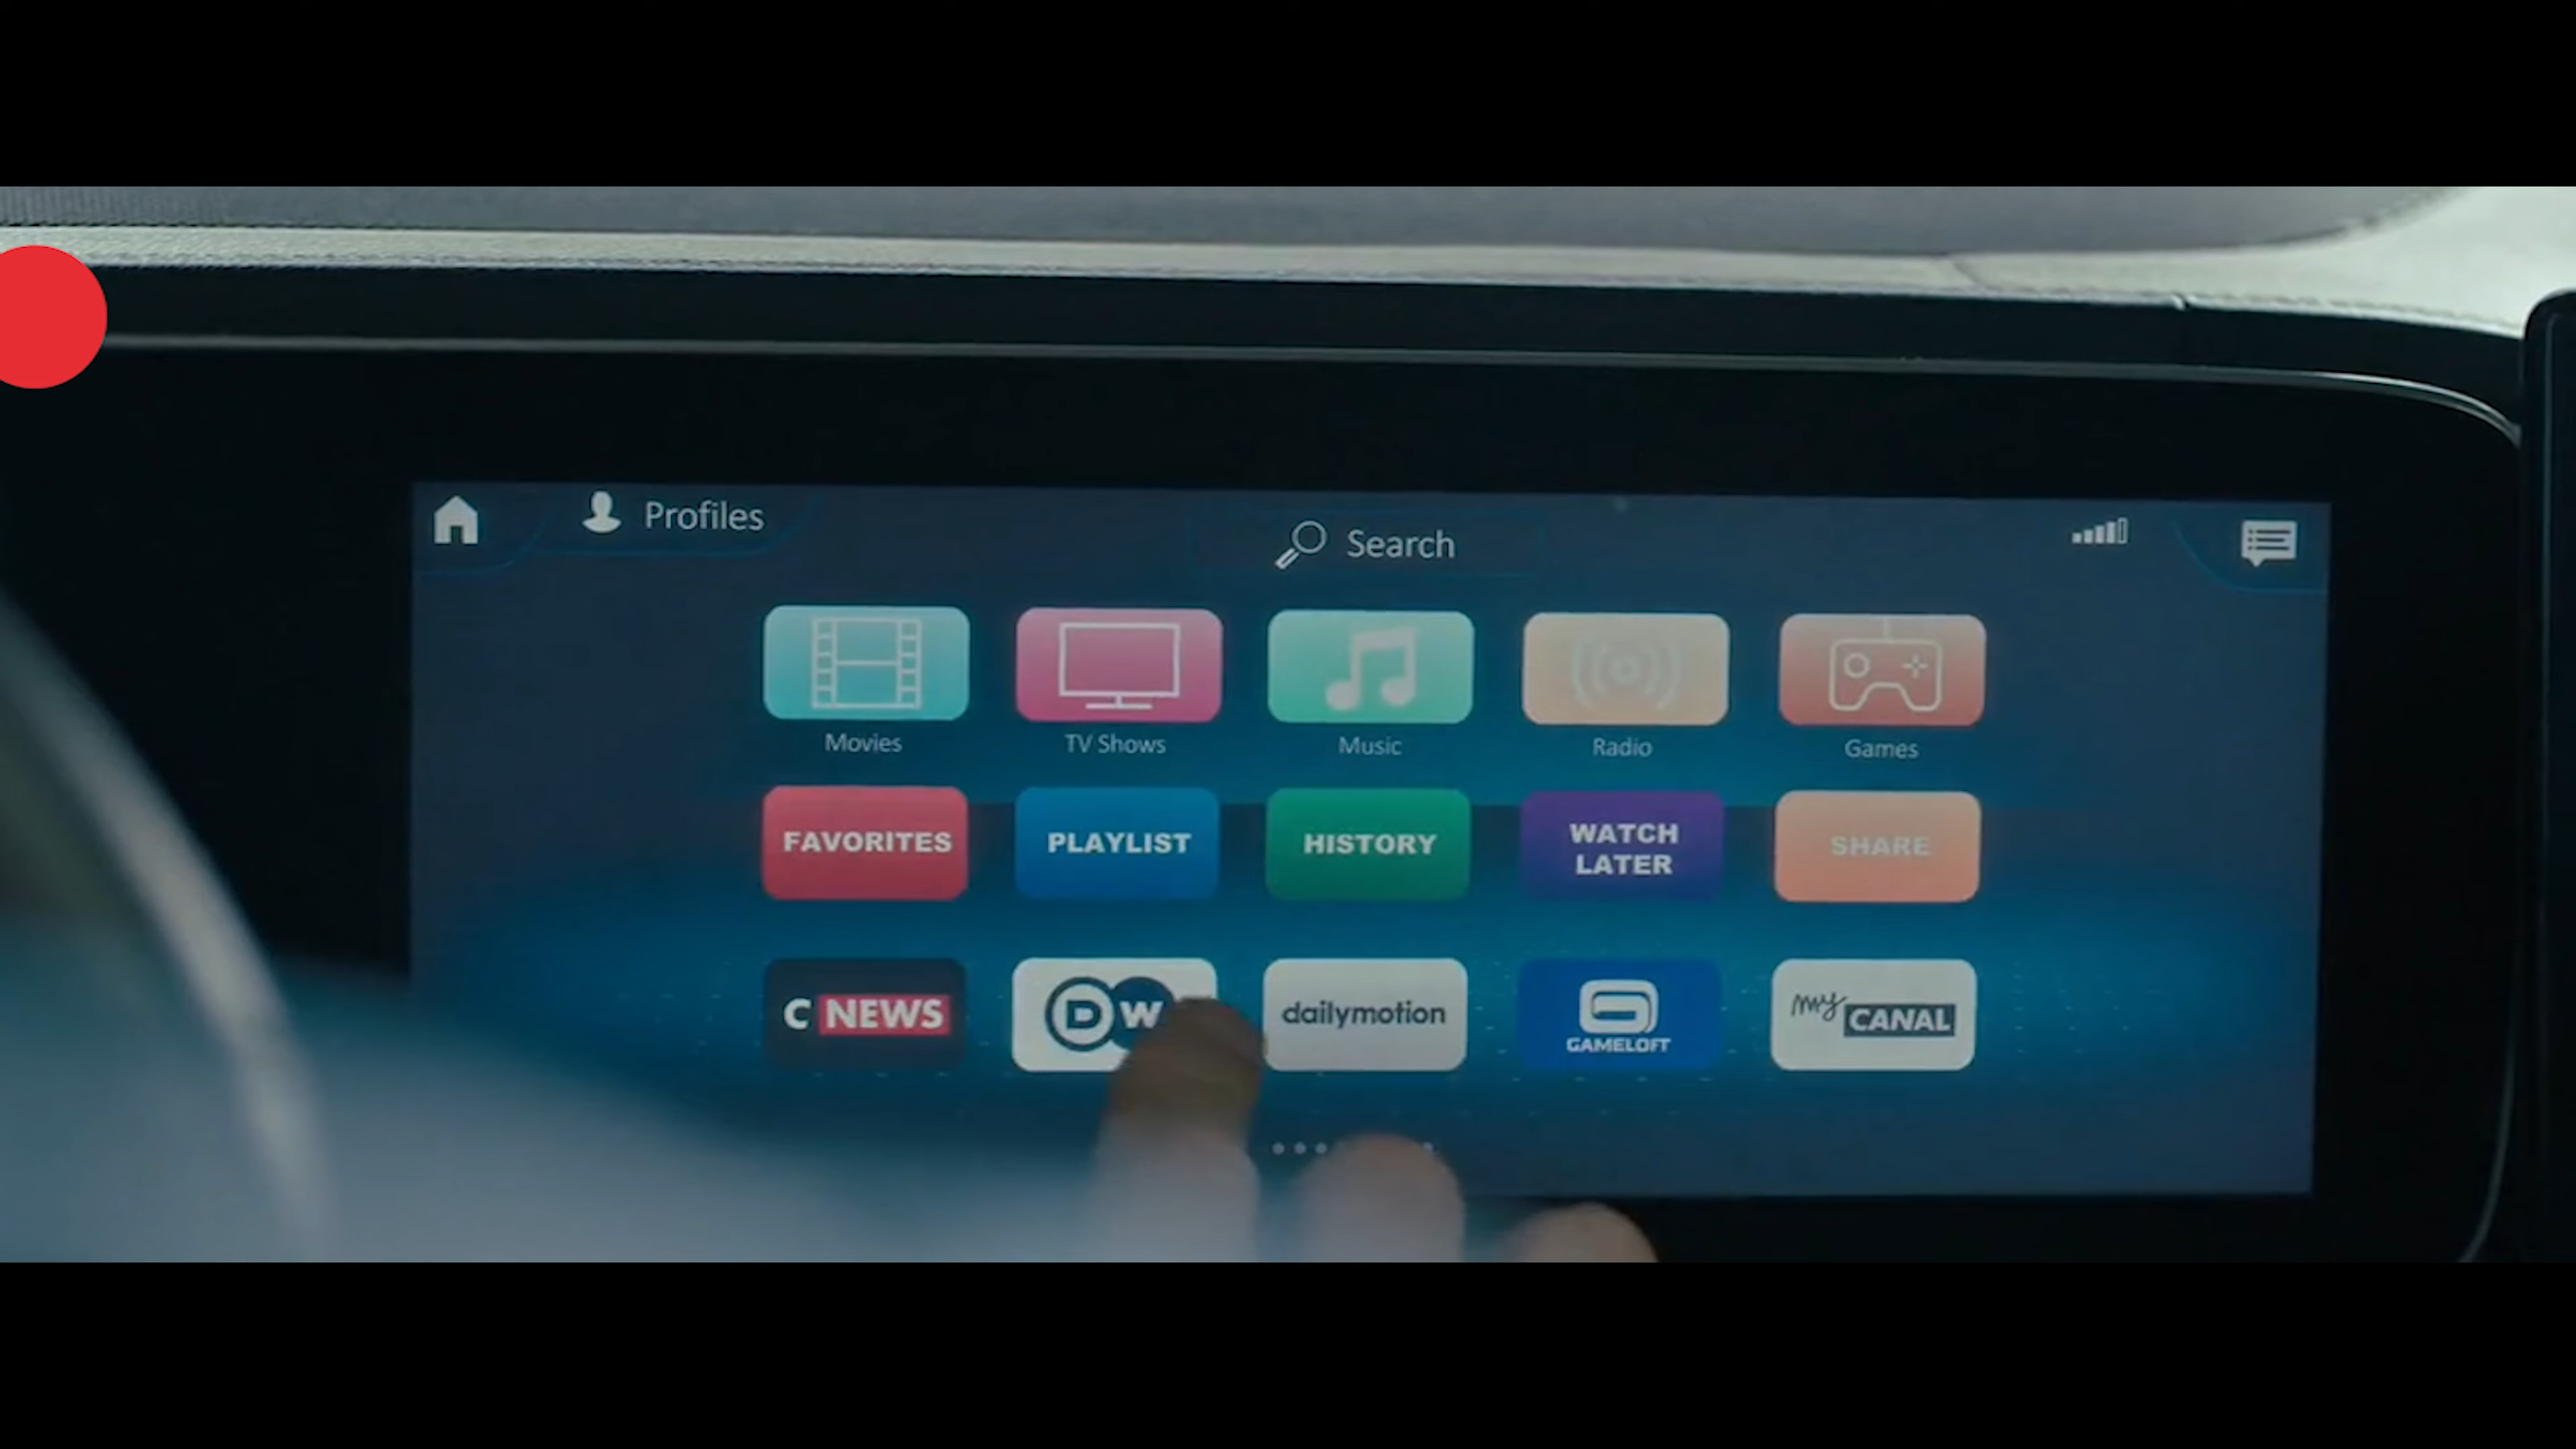 Profiles
Search
Movies
TV Shows
Music
Radio
Games
FAVORITES
PLAYLIST
HISTORY
WATCH
LATER
SHARE
C NEWS
DW
dailymotion
GAMELOFT
my CANAL